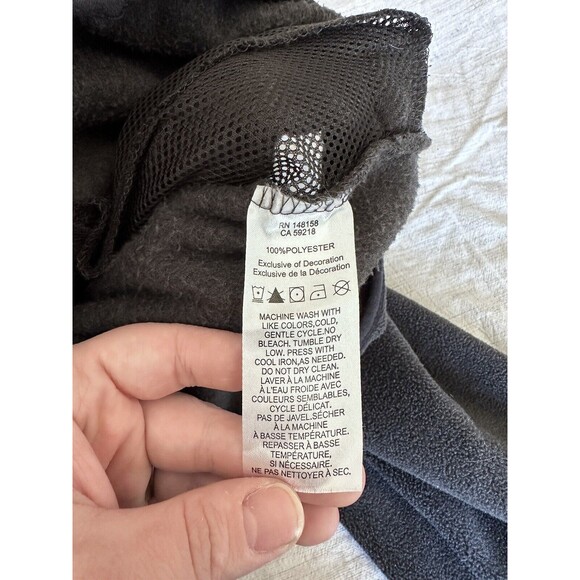 RN 148158
CA 59218
100%POLYESTER
Exclusive of Decoration
Exclusive de la Décoration
MACHINE WASH WITH
LIKE COLORS,COLD,
GENTLE CYCLE.NO
BLEACH. TUMBLE DRY
LOW. PRESS WITH
COOL IRON,AS NEEDED.
DO NOT DRY CLEAN.
LAVER À LA MACHINE
À L'EAU FROIDE AVEC
COULEURS SEMBLABLES,
CYCLE DÉLICAT.
PAS DE JAVEL.SÉCHER
À LA MACHINE
À BASSE TEMPÉRATURE.
REPASSER À BASSE
TEMPÉRATURE,
SI NÉCESSAIRE.
NE PAS NETTOYER À SEC.